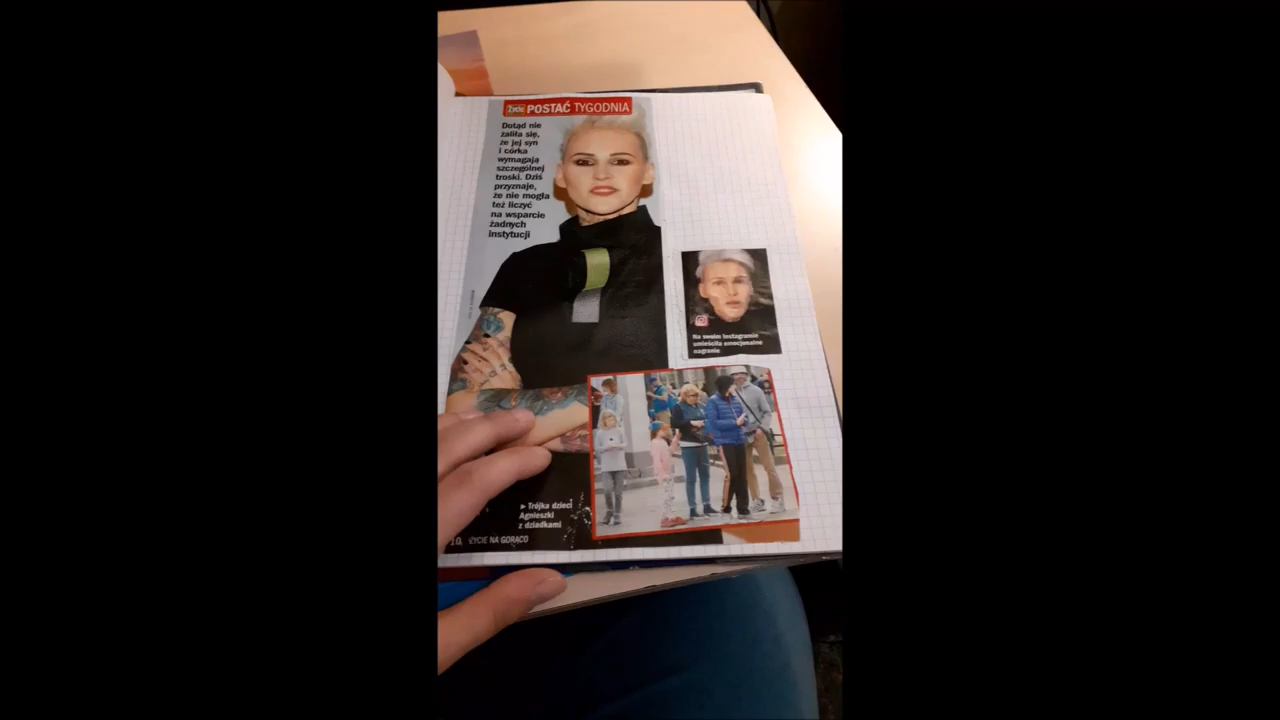 Życie POSTAĆ TYGODNIA
Dotąd nie
żaliła się,
że jej syn
i córka
wymagają
szczególnej
troski. Dziś
przyznaje,
że nie mogła
też liczyć
na wsparcie
żadnych
instytucji
Na swoim Instagramie
umieściła emocjonalne
nagranie
► Trójka dzieci
Agnieszki
z dziadkami
10 ŻYCIE NA GORĄCO